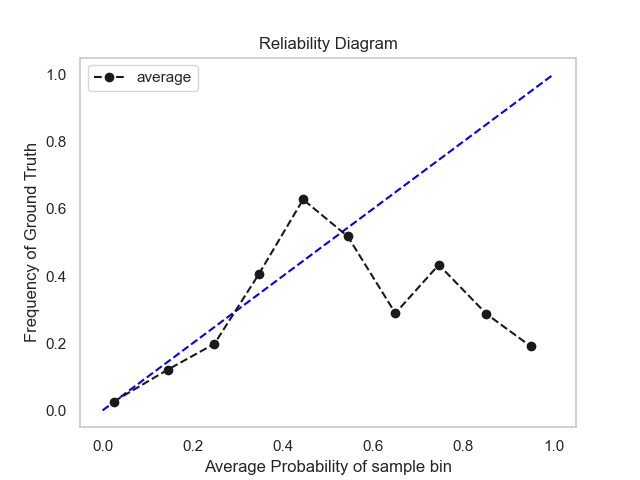 Reliability Diagram
average
Frequency of Ground Truth
1.0
0.8
0.6
0.4
0.2
0.0
0.0 0.2 0.4 0.6 0.8 1.0
Average Probability of sample bin